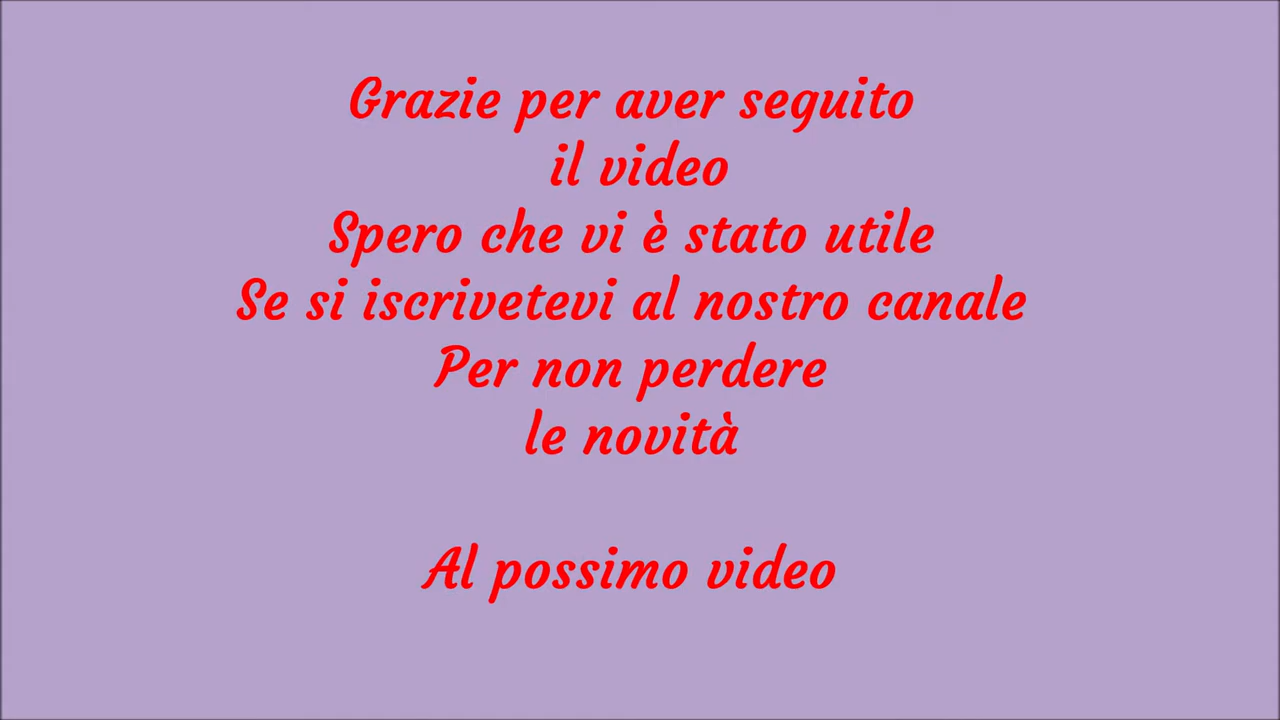 Grazie per aver seguito
il video
Spero che vi è stato utile
Se si iscrivetevi al nostro canale
Per non perdere
le novità
Al possimo video